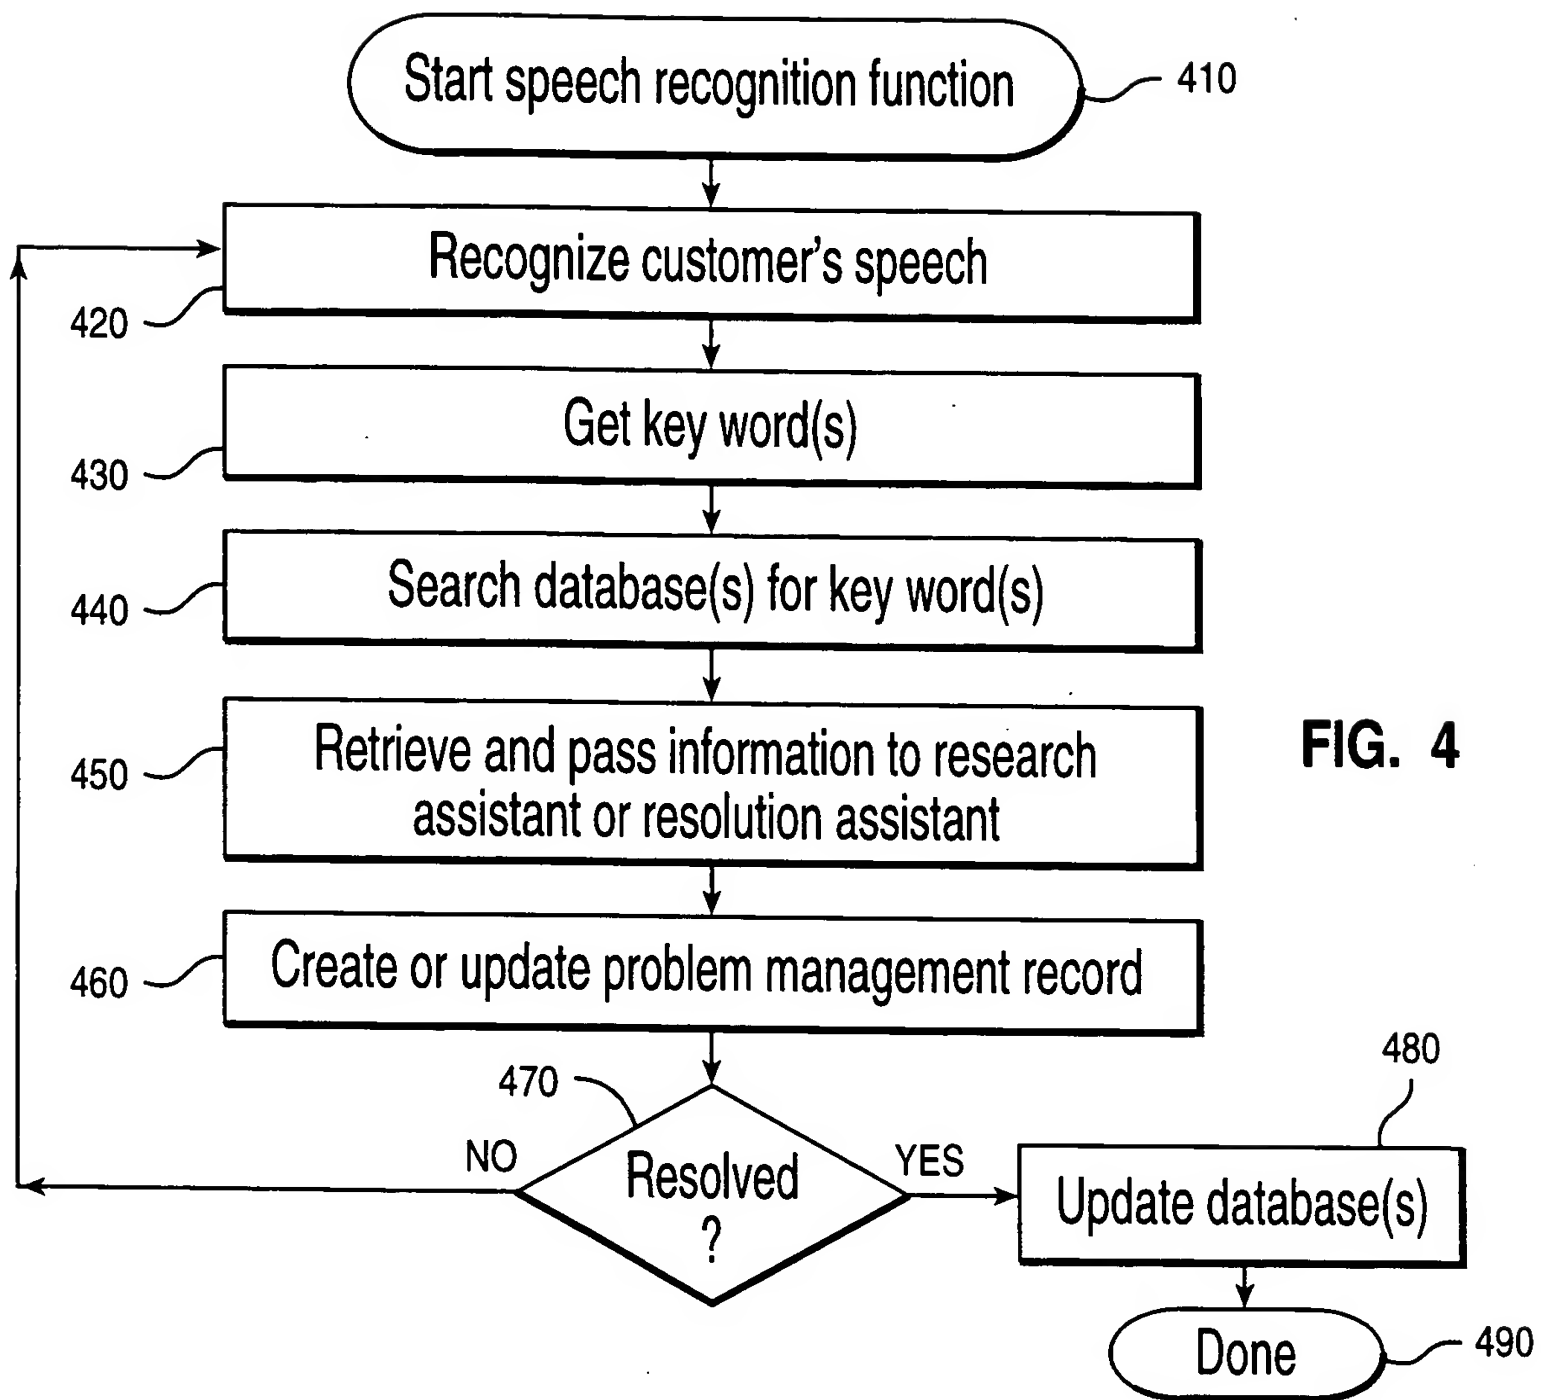 Start speech recognition function
410
Recognize customer's speech
420
Get key word(s)
430
Search database(s) for key word(s)
440
Retrieve and pass information to research
assistant or resolution assistant
450
FIG. 4
Create or update problem management record
460
470
480
NO
Resolved
?
YES
Update database(s)
Done
490